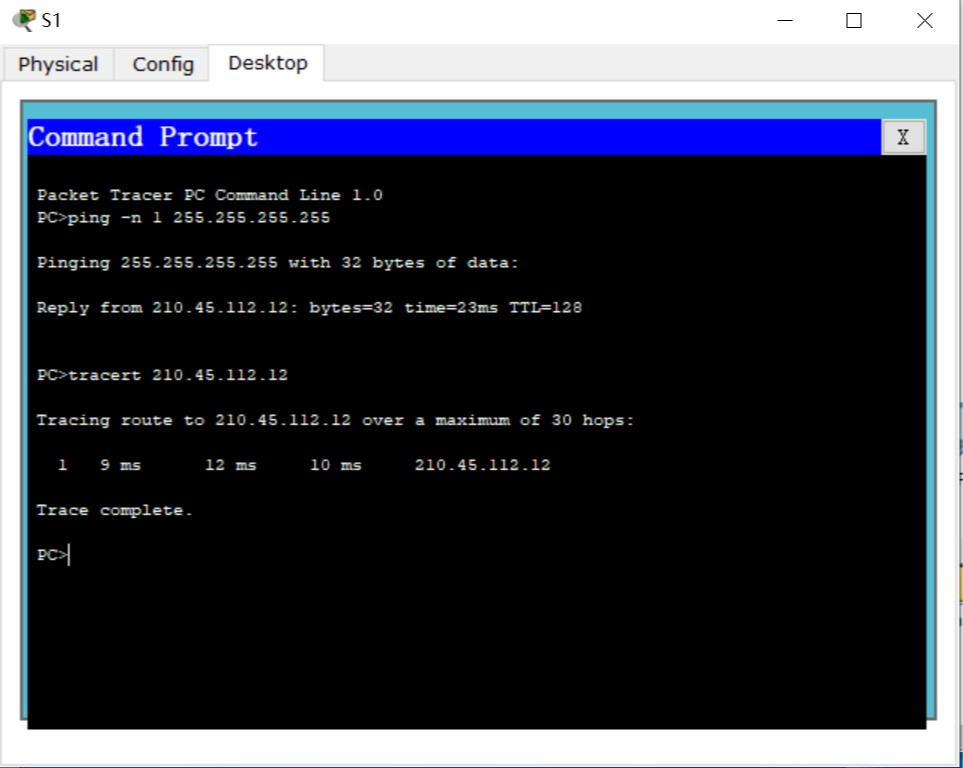 S1
Physical Config Desktop
Command Prompt
X
Packet Tracer PC Command Line 1.0
PC>ping -n 1 255.255.255.255
Pinging 255.255.255.255 with 32 bytes of data:
Reply from 210.45.112.12: bytes=32 time=23ms TTL=128
PC>tracert 210.45.112.12
Tracing route to 210.45.112.12 over a maximum of 30 hops:
1 9 ms 12 ms 10 ms 210.45.112.12
Trace complete.
PC>